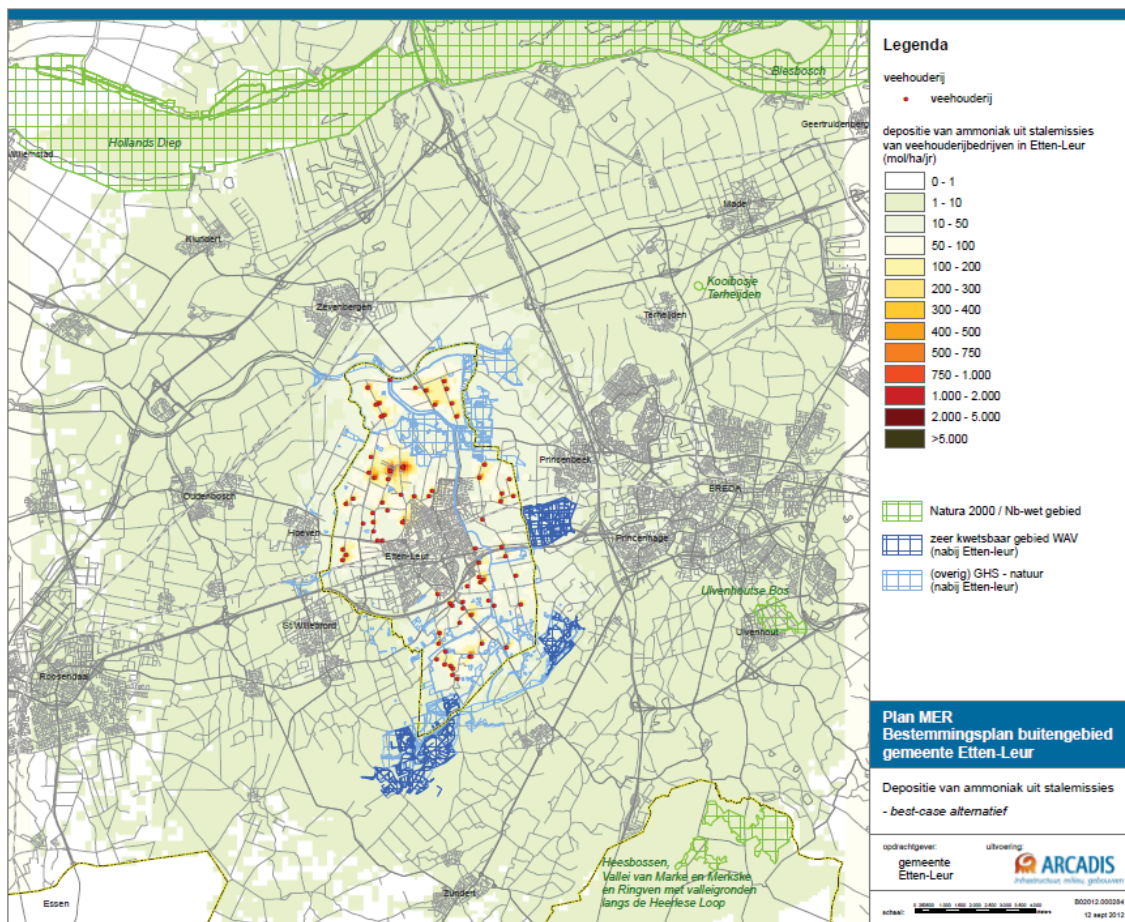 Biesbosch
Geertruidenberg
Hollands Diep
Willemstad
Made
Klundert
Kooibosje
Terheijden
Zevenbergen
Terheijden
Prinsenbeek
BREDA
Oudenbosch
Hoeven
Princenhage
Etten-Leur
Ulvenhoutse Bos
St Willebrord
Ulvenhout
Roosendaal
Heesbossen,
Vallei van Marke en Merkske
en Ringven met valleigronden
langs de Heerlese Loop
Zundert
Essen
Legenda
veehouderij
veehouderij
depositie van ammoniak uit stalemissies
van veehouderijbedrijven in Etten-Leur
(mol/ha/jr)
0 - 1
1 - 10
10 - 50
50 - 100
100 - 200
200 - 300
300 - 400
400 - 500
500 - 750
750 - 1.000
1.000 - 2.000
2.000 - 5.000
>5.000
Natura 2000 / Nb-wet gebied
zeer kwetsbaar gebied WAV
(nabij Etten-leur)
(overig) GHS - natuur
(nabij Etten-leur)
Plan MER
Bestemmingsplan buitengebied
gemeente Etten-Leur
Depositie van ammoniak uit stalemissies
- best-case alternatief
opdrachtgever:
uitvoering:
gemeente
Etten-Leur
ARCADIS
Infrastructuur, milieu, gebouwen
schaal:
B02012.000284
12 sept 2012